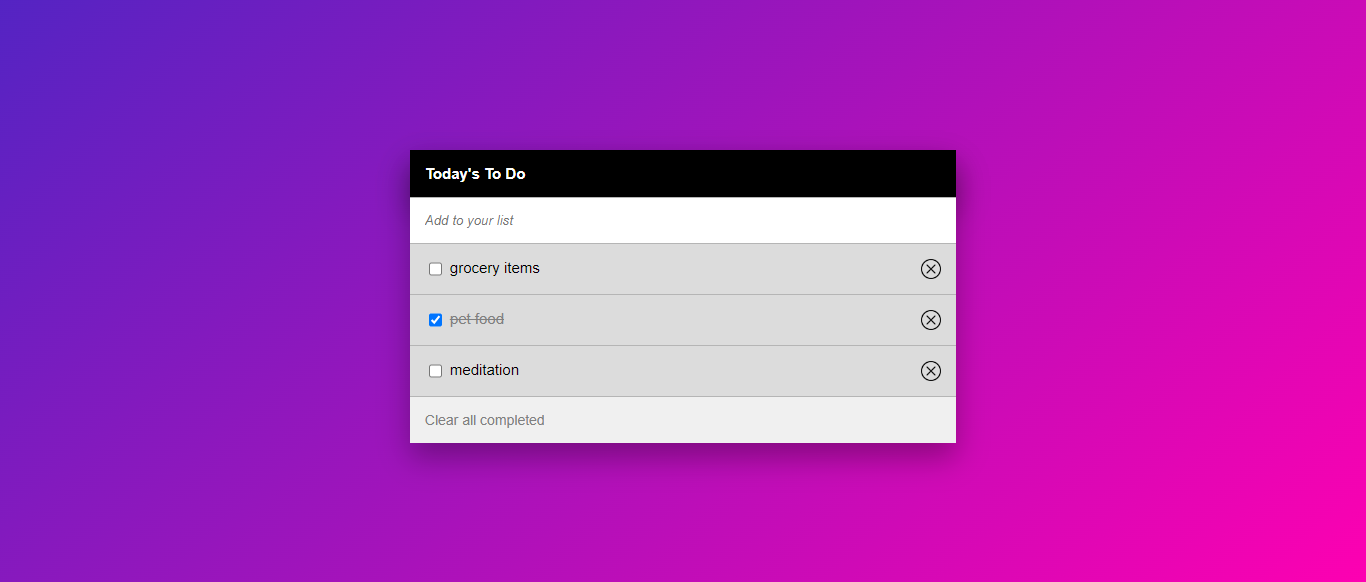 Today's To Do
Add to your list
grocery items
pet food
meditation
Clear all completed